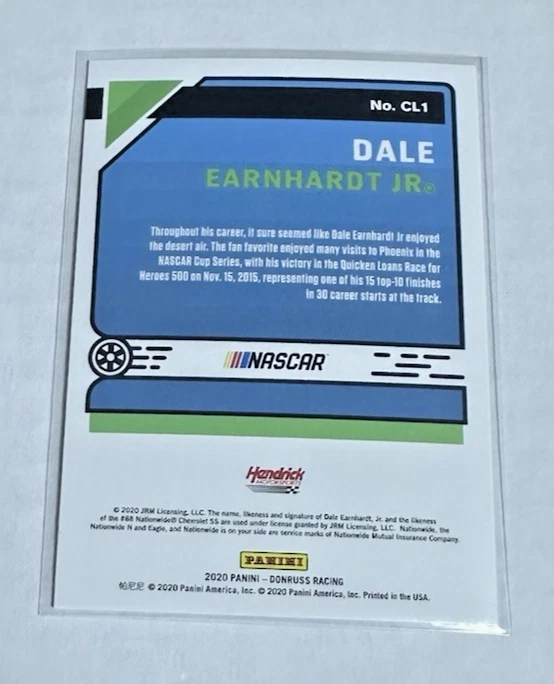 No. CL1
DALE
EARNHARDT JR®
Throughout his career, it sure seemed like Dale Earnhardt Jr enjoyed
the desert air. The fan favorite enjoyed many visits to Phoenix in the
NASCAR Cup Series, with his victory in the Quicken Loans Race for
Heroes 500 on Nov. 15, 2015, representing one of his 15 top-10 finishes
in 30 career starts at the track.
NASCAR
Hendrick
MOTORSPORTS
© 2020 JRM Licensing, LLC. The name, likeness and signature of Dale Earnhardt, Jr. and the likeness
of the #88 Nationwide® Chevrolet SS are used under license granted by JRM Licensing, LLC. Nationwide, the
Nationwide N and Eagle, and Nationwide is on your side are service marks of Nationwide Mutual Insurance Company.
PANINI
2020 PANINI – DONRUSS RACING
帕尼尼 © 2020 Panini America, Inc. © 2020 Panini America, Inc. Printed in the USA.